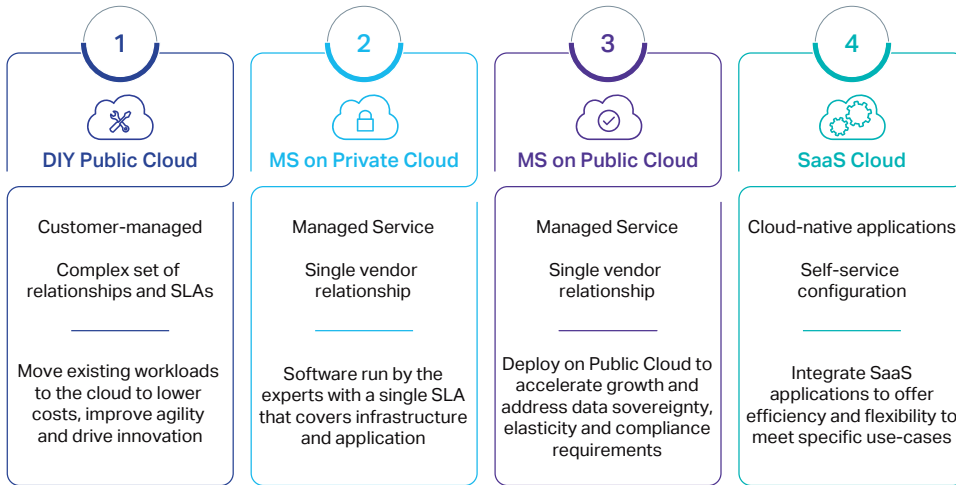 1
DIY Public Cloud
Customer-managed
Complex set of
relationships and SLAs
Move existing workloads
to the cloud to lower
costs, improve agility
and drive innovation
2
MS on Private Cloud
Managed Service
Single vendor
relationship
Software run by the
experts with a single SLA
that covers infrastructure
and application
3
MS on Public Cloud
Managed Service
Single vendor
relationship
Deploy on Public Cloud to
accelerate growth and
address data sovereignty,
elasticity and compliance
requirements
4
SaaS Cloud
Cloud-native applications
Self-service
configuration
Integrate SaaS
applications to offer
efficiency and flexibility to
meet specific use-cases